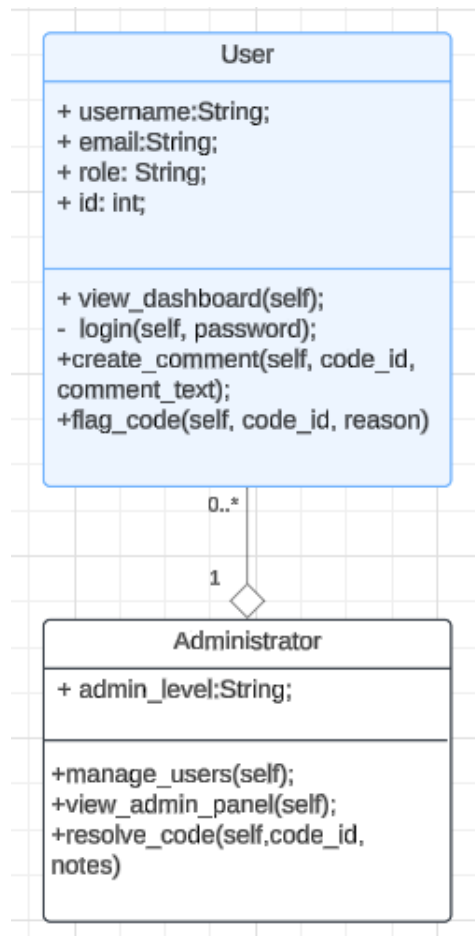 User
+ username:String;
+ email:String;
+ role: String;
+ id: int;
+ view_dashboard(self);
- login(self, password);
+create_comment(self, code_id,
comment_text);
+flag_code(self, code_id, reason)
0..*
1
Administrator
+ admin_level:String;
+manage_users(self);
+view_admin_panel(self);
+resolve_code(self,code_id,
notes)